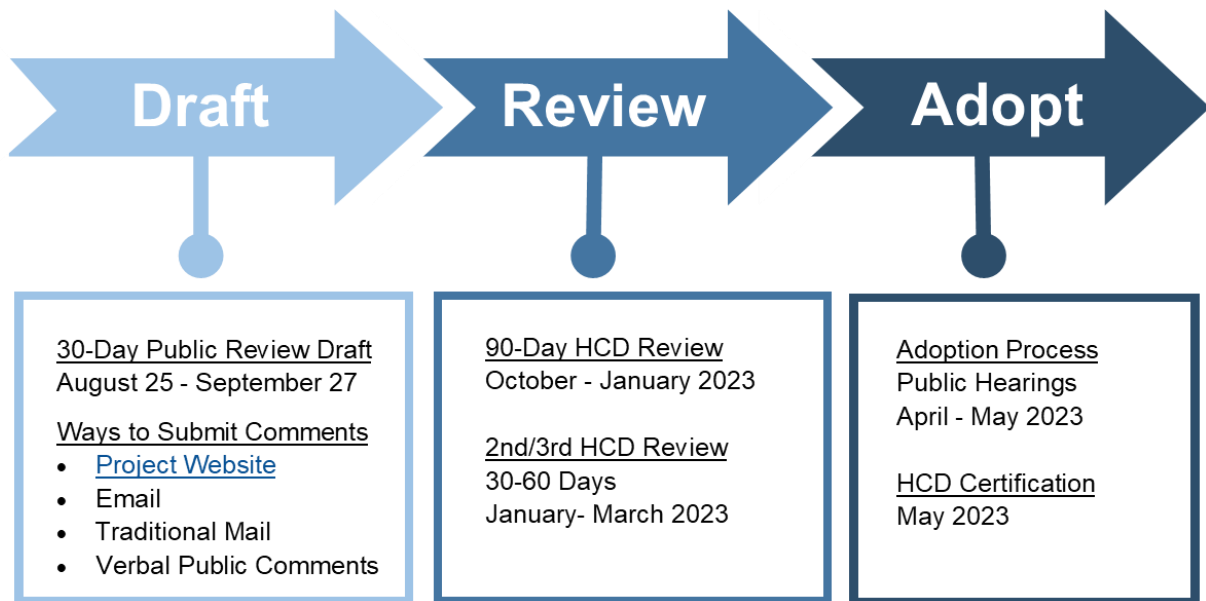 Draft
Review
Adopt
30-Day Public Review Draft
August 25 - September 27
Ways to Submit Comments
• Project Website
• Email
• Traditional Mail
• Verbal Public Comments
90-Day HCD Review
October - January 2023
2nd/3rd HCD Review
30-60 Days
January- March 2023
Adoption Process
Public Hearings
April - May 2023
HCD Certification
May 2023